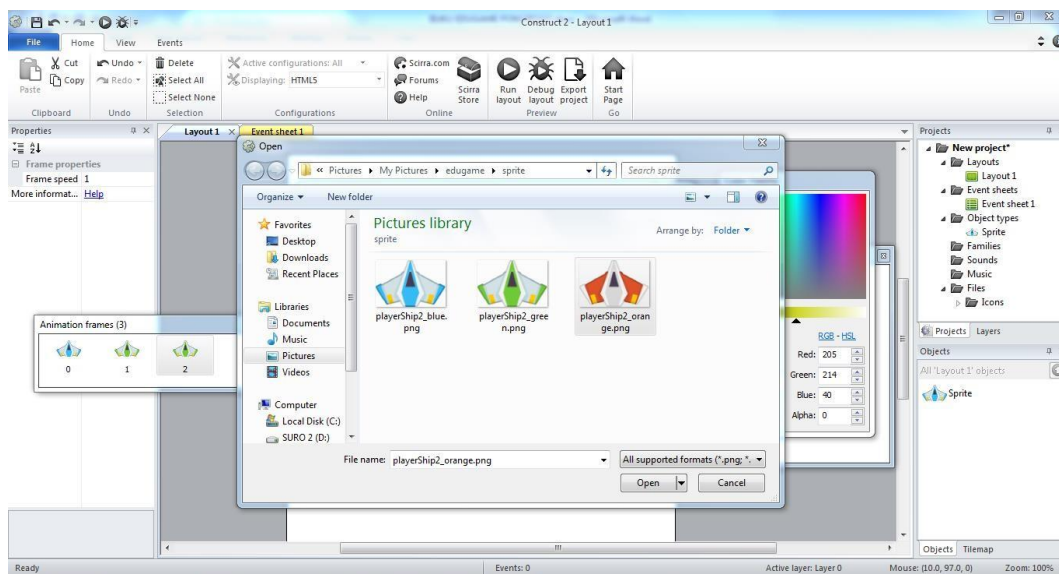 Construct 2 - Layout 1
File Home View Events
Paste
Cut
Copy
Clipboard
Undo
Redo
Undo
Delete
Select All
Select None
Selection
Active configurations: All
Displaying: HTML5
Configurations
Scirra.com
Forums
Help
Scirra Store
Online
Run layout
Debug layout
Export project
Preview
Start Page
Go
Properties
Frame properties
Frame speed 1
More informat... Help
Layout 1
Event sheet 1
Animation frames (3)
0 1 2
Open
« Pictures My Pictures edugame sprite
Search sprite
Organize New folder
Favorites
Desktop
Downloads
Recent Places
Libraries
Documents
Music
Pictures
Videos
Computer
Local Disk (C:)
SURO 2 (D:)
Pictures library
sprite
Arrange by: Folder
playerShip2_blue.
png
playerShip2_gree
n.png
playerShip2_oran
ge.png
File name: playerShip2_orange.png
All supported formats (*.png; *.
Open Cancel
RGB - HSL
Red: 205
Green: 214
Blue: 40
Alpha: 0
Projects
New project*
Layouts
Layout 1
Event sheets
Event sheet 1
Object types
Sprite
Families
Sounds
Music
Files
Icons
Projects Layers
Objects
All 'Layout 1' objects
Sprite
Objects Tilemap
Ready
Events: 0
Active layer: Layer 0
Mouse: (10.0, 97.0, 0)
Zoom: 100%